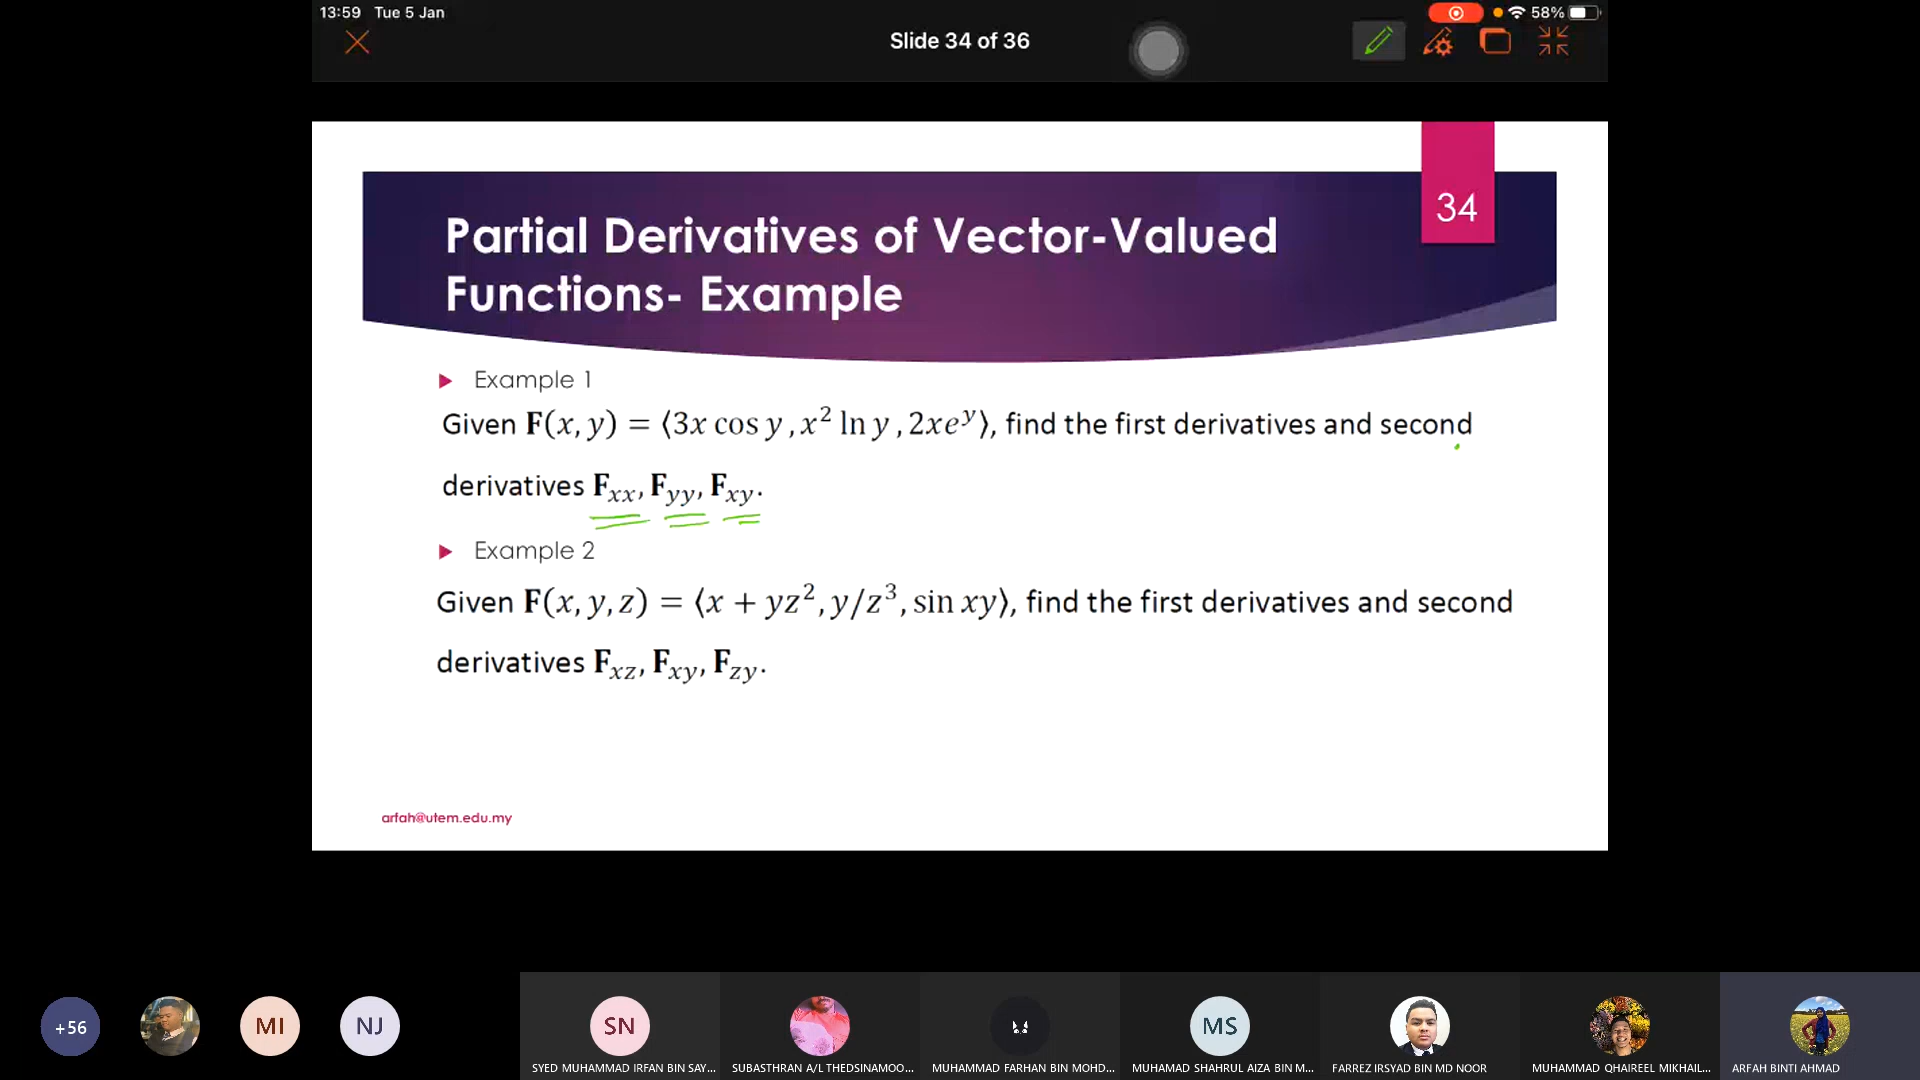 13:59 Tue 5 Jan
58%
Slide 34 of 36
34
Partial Derivatives of Vector-Valued
Functions- Example
Example 1
Given F(x, y) = ⟨3x cos y , x² ln y , 2xeʸ⟩, find the first derivatives and second
derivatives Fₓₓ, F_yy, F_xy.
Example 2
Given F(x, y, z) = ⟨x + yz², y/z³, sin xy⟩, find the first derivatives and second
derivatives F_xz, F_xy, F_zy.
arfah@utem.edu.my
+56
MI
NJ
SN
MS
SYED MUHAMMAD IRFAN BIN SAY...
SUBASTHRAN A/L THEDSINAMOO...
MUHAMMAD FARHAN BIN MOHD...
MUHAMAD SHAHRUL AIZA BIN M...
FARREZ IRSYAD BIN MD NOOR
MUHAMMAD QHAIREEL MIKHAIL...
ARFAH BINTI AHMAD